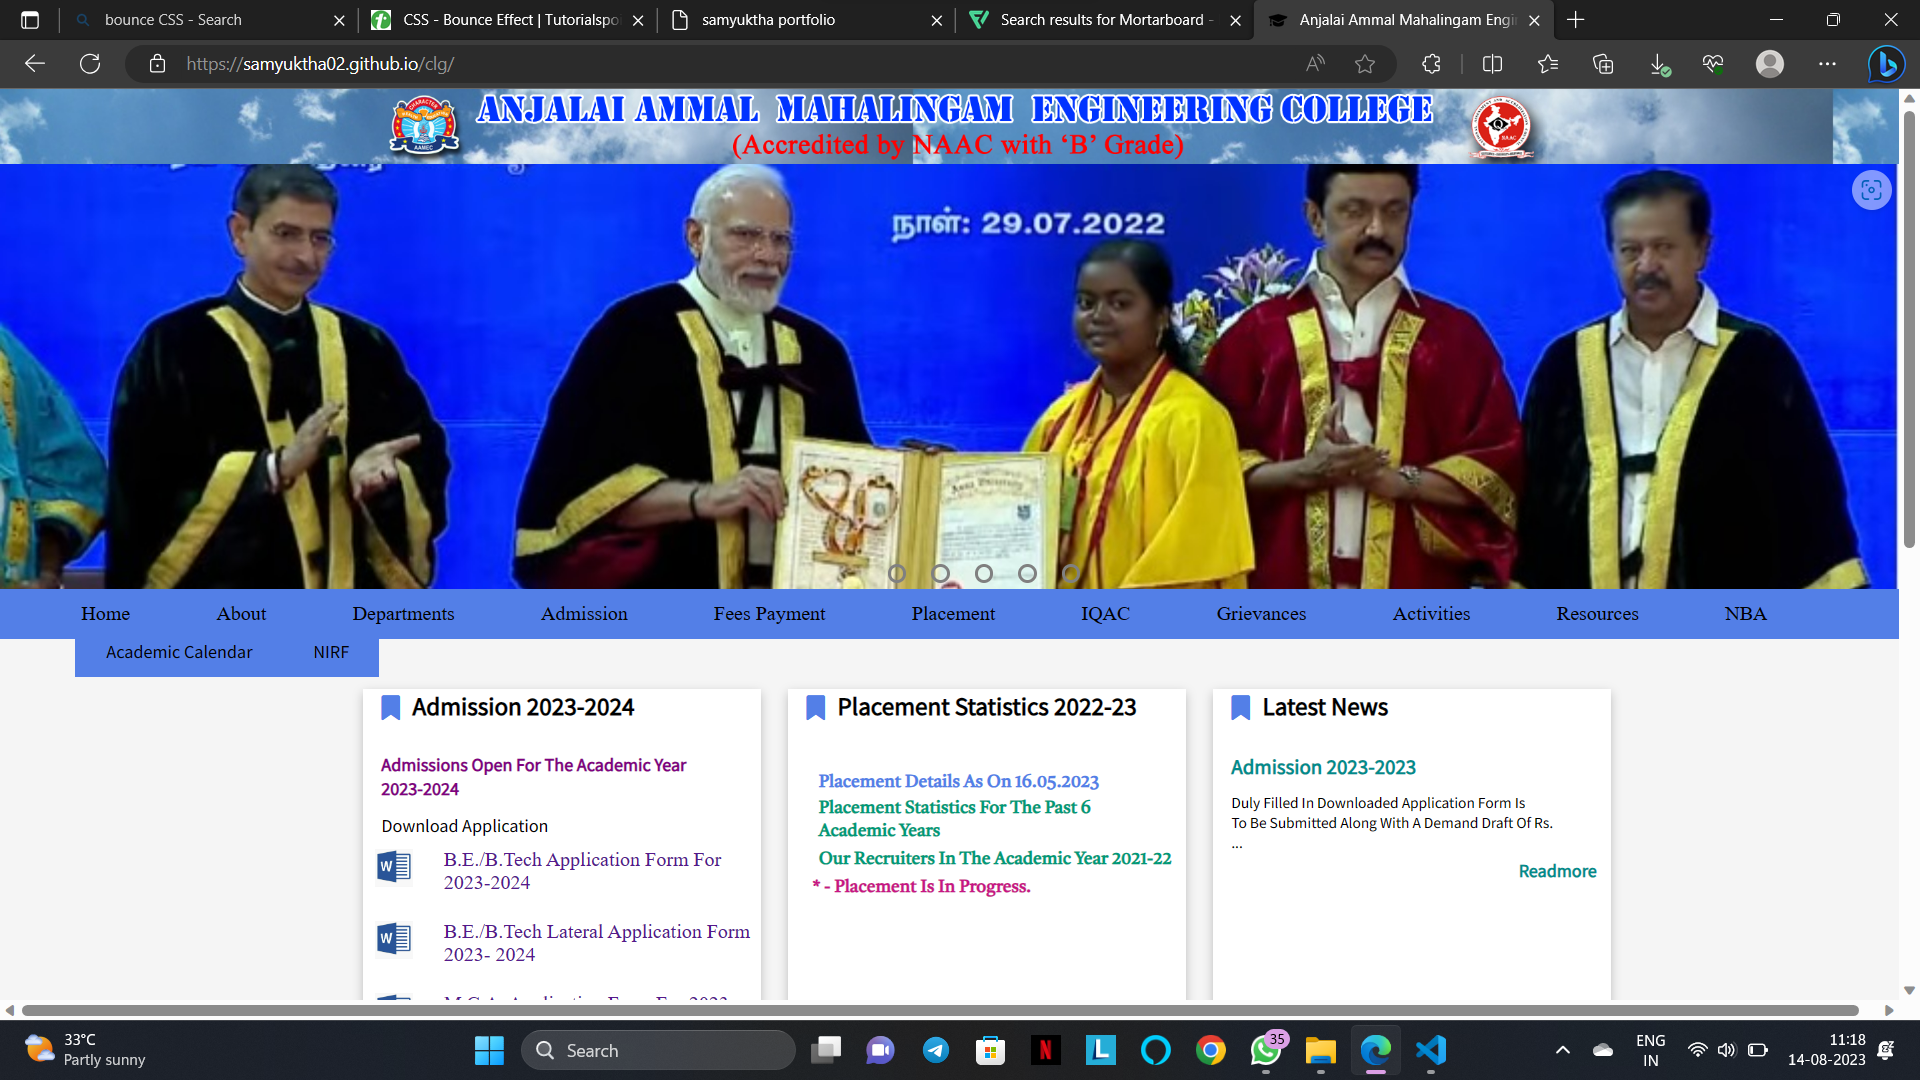 bounce CSS - Search
CSS - Bounce Effect | Tutorialspo
samyuktha portfolio
Search results for Mortarboard -
Anjalai Ammal Mahalingam Engi
https://samyuktha02.github.io/clg/
ANJALAI AMMAL MAHALINGAM ENGINEERING COLLEGE
(Accredited by NAAC with ‘B’ Grade)
CHARACTER
AAMEC
NAAC
நாள்: 29.07.2022
Anna University
Home About Departments Admission Fees Payment Placement IQAC Grievances Activities Resources NBA
Academic Calendar NIRF
Admission 2023-2024
Admissions Open For The Academic Year
2023-2024
Download Application
B.E./B.Tech Application Form For
2023-2024
B.E./B.Tech Lateral Application Form
2023- 2024
Placement Statistics 2022-23
Placement Details As On 16.05.2023
Placement Statistics For The Past 6
Academic Years
Our Recruiters In The Academic Year 2021-22
* - Placement Is In Progress.
Latest News
Admission 2023-2023
Duly Filled In Downloaded Application Form Is
To Be Submitted Along With A Demand Draft Of Rs.
...
Readmore
33°C
Partly sunny
Search
35
ENG
IN
11:18
14-08-2023